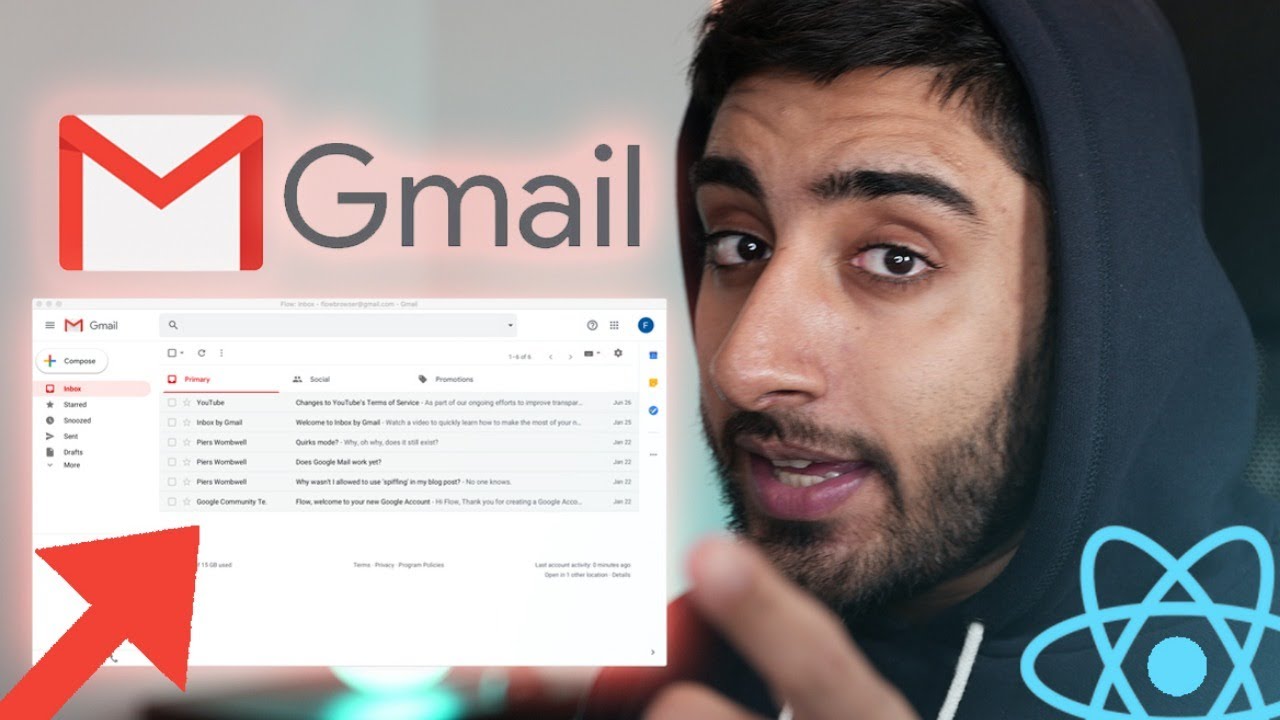 Gmail
Flow: Inbox - flowbrowser@gmail.com - Gmail
Gmail
F
Compose
1–6 of 6
Primary
Social
Promotions
Inbox
YouTube Changes to YouTube's Terms of Service - As part of our ongoing efforts to improve transpar... Jun 26
Starred
Inbox by Gmail Welcome to Inbox by Gmail - Watch a video to quickly learn how to make the most of your n... Jan 25
Snoozed
Sent
Piers Wombwell Quirks mode? - Why, oh why, does it still exist? Jan 22
Drafts
Piers Wombwell Does Google Mail work yet? Jan 22
More
Piers Wombwell Why wasn't I allowed to use 'spiffing' in my blog post? - No one knows. Jan 22
Google Community Te. Flow, welcome to your new Google Account - Hi Flow, Thank you for creating a Google Acco... Jan 22
15 GB used
Terms · Privacy · Program Policies
Last account activity: 0 minutes ago
Open in 1 other location · Details